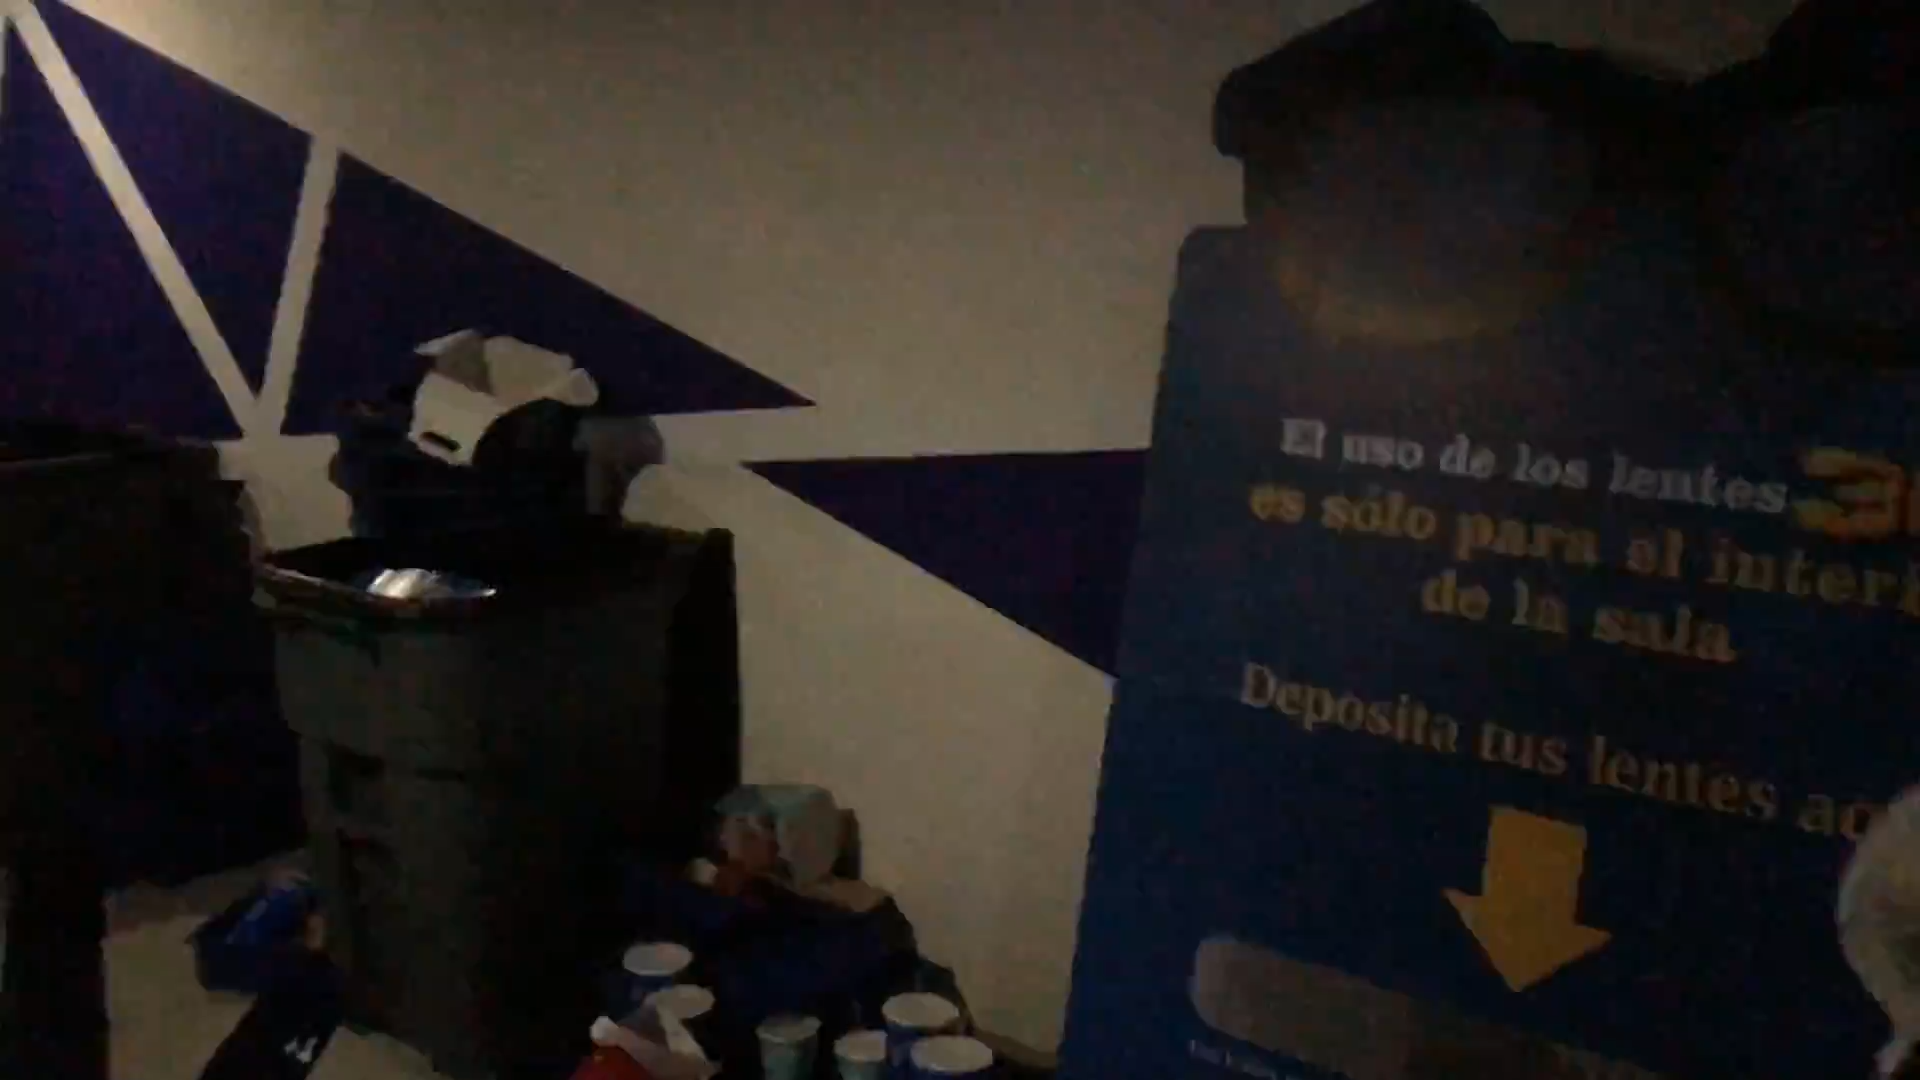 El uso de los lentes
es sólo para el
de la sala
Deposita tus lentes